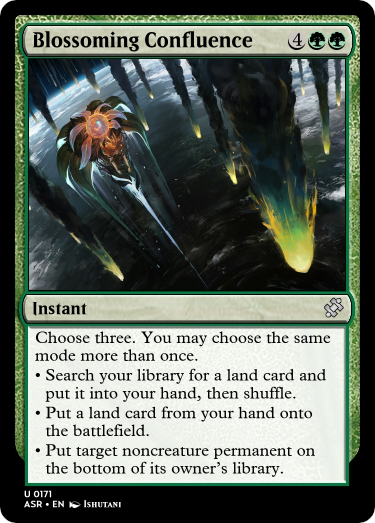 Blossoming Confluence 4
Instant
Choose three. You may choose the same
mode more than once.
• Search your library for a land card and
put it into your hand, then shuffle.
• Put a land card from your hand onto
the battlefield.
• Put target noncreature permanent on
the bottom of its owner's library.
U 0171
ASR • EN Ishutani